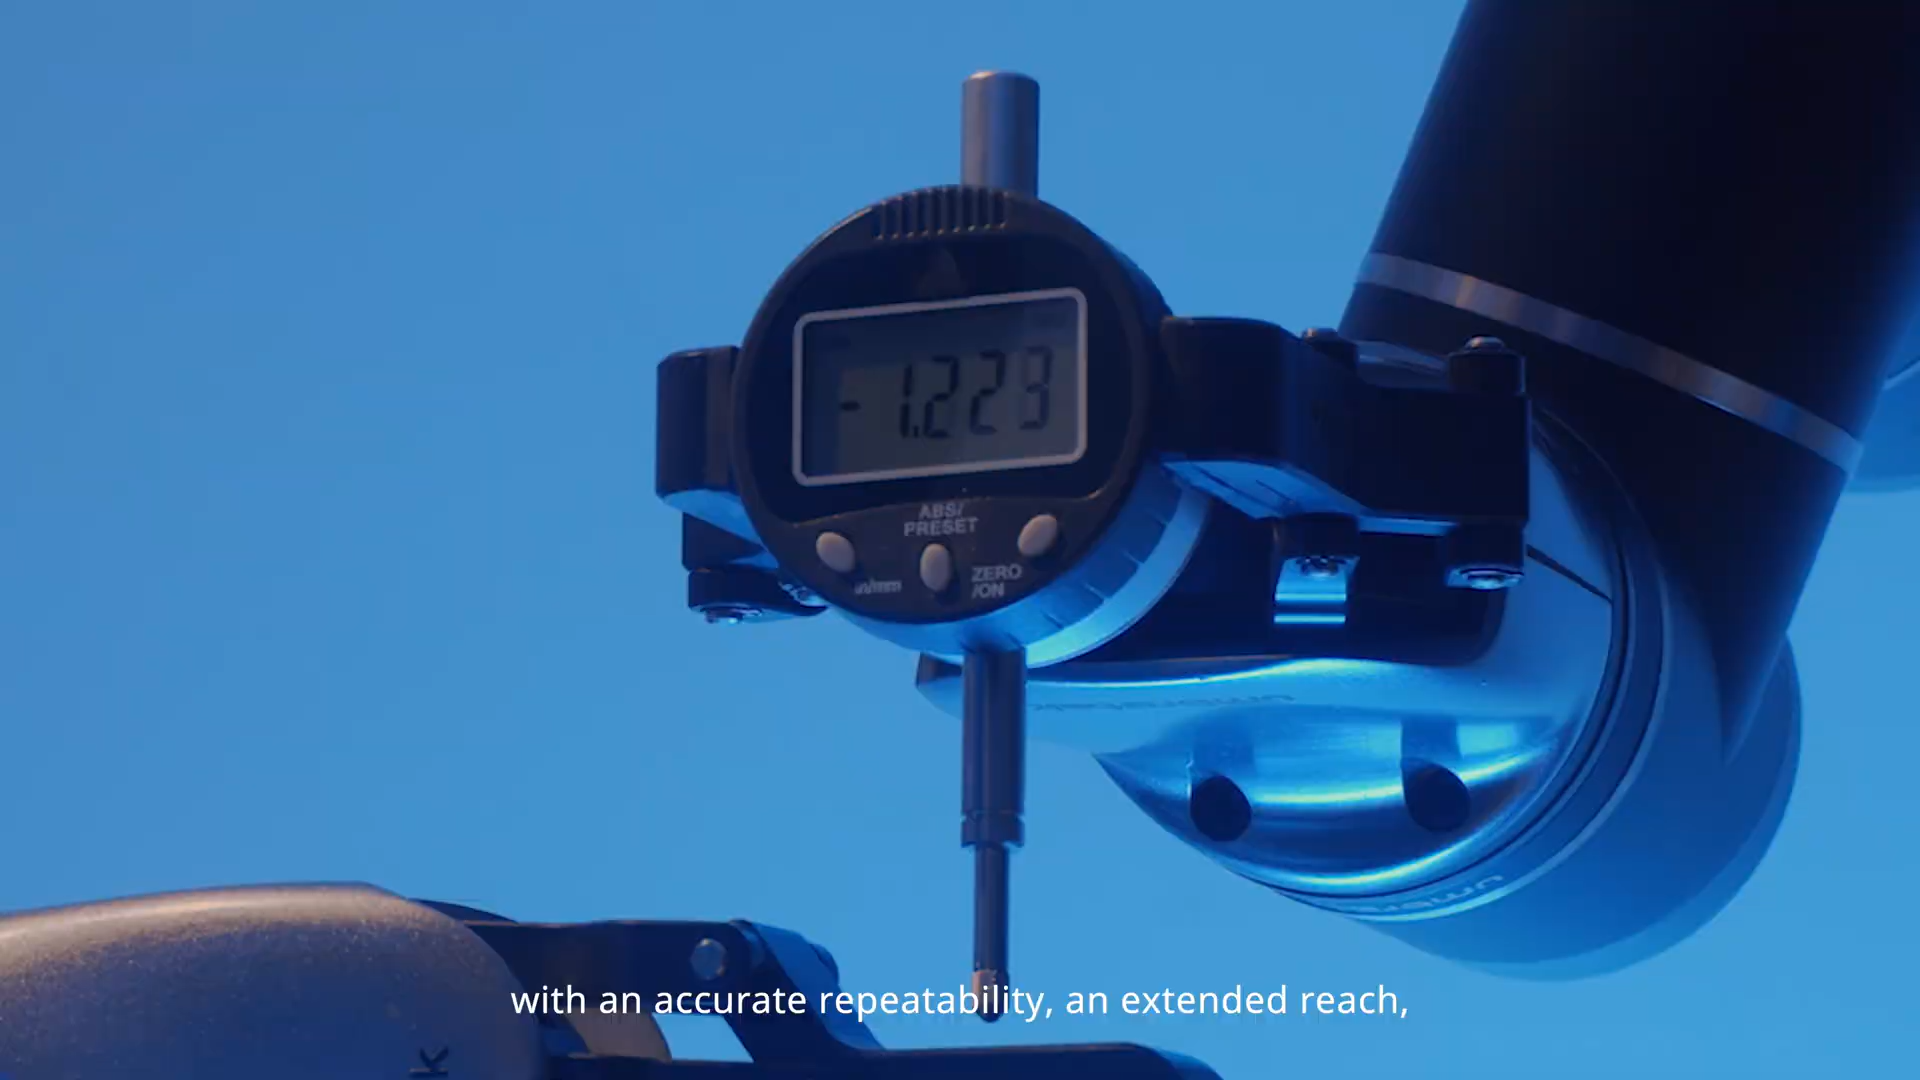 - 1.223
ABS/
PRESET
in/mm
ZERO
/ON
with an accurate repeatability, an extended reach,
K